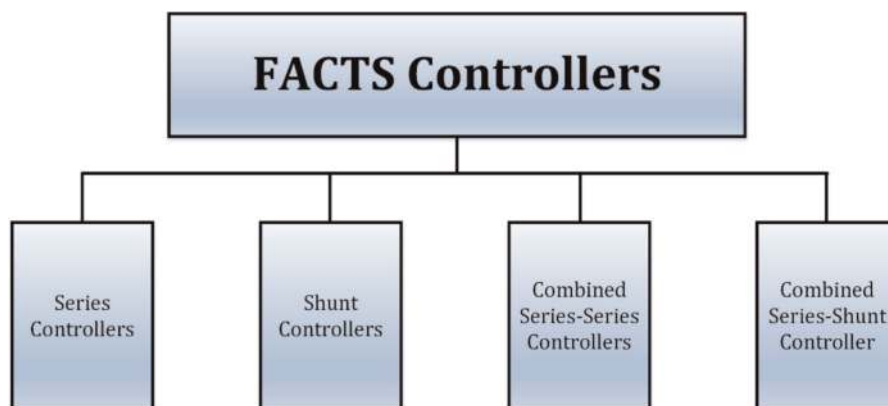 FACTS Controllers
Series
Controllers
Shunt
Controllers
Combined
Series-Series
Controllers
Combined
Series-Shunt
Controller